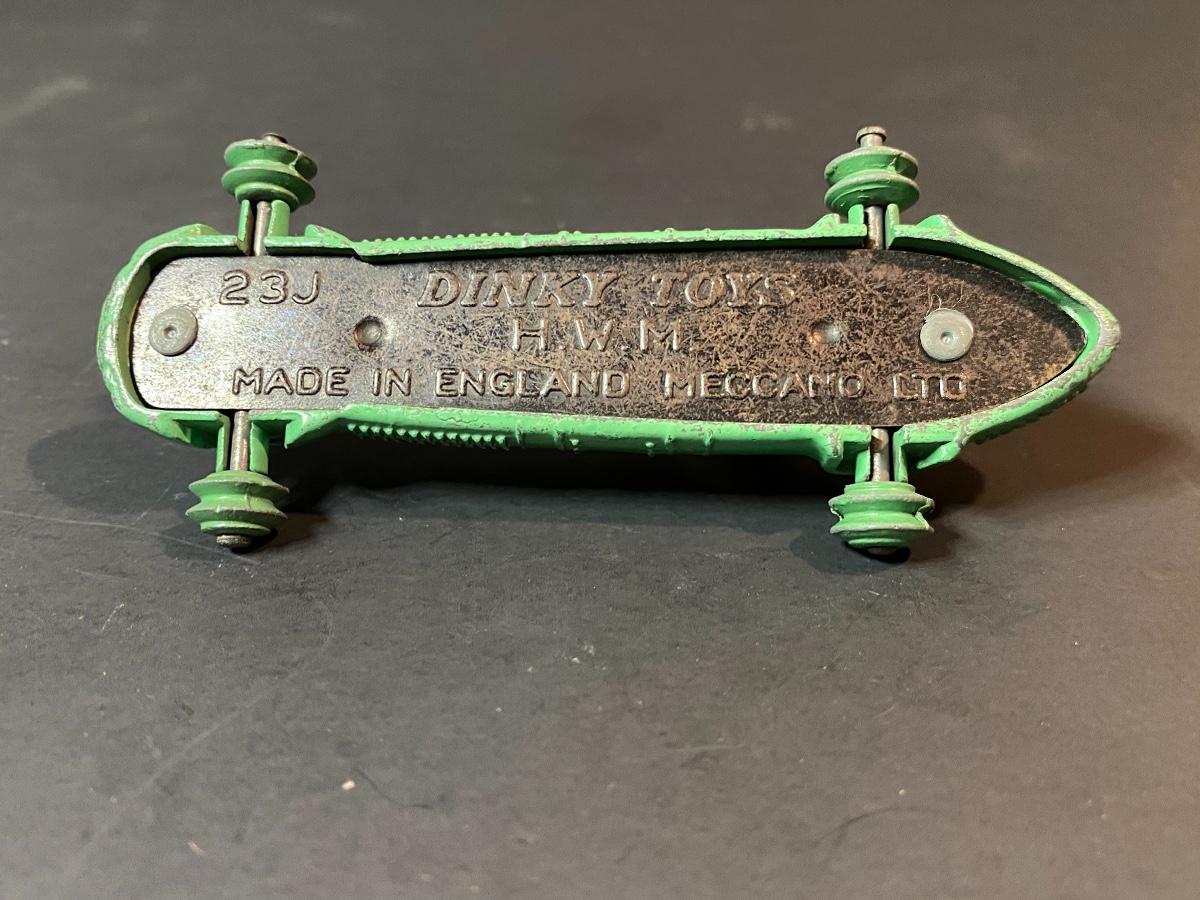 23J DINKY TOYS
H.W.M.
MADE IN ENGLAND MECCANO LTD